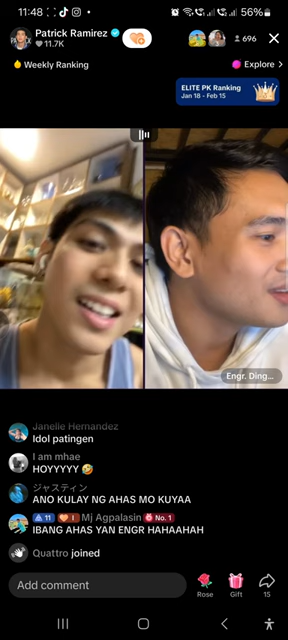 11:48
56%
Patrick Ramirez
11.7K
696
Weekly Ranking
Explore >
ELITE PK Ranking
Jan 18 - Feb 15
Engr. Ding...
Janelle Hernandez
Idol patingen
I am mhae
HOYYYYY 🤣
ジャスティン
ANO KULAY NG AHAS MO KUYAA
11 1 Mj Agpalasin No. 1
IBANG AHAS YAN ENGR HAHAAHAH
Quattro joined
Add comment
Rose
Gift
15